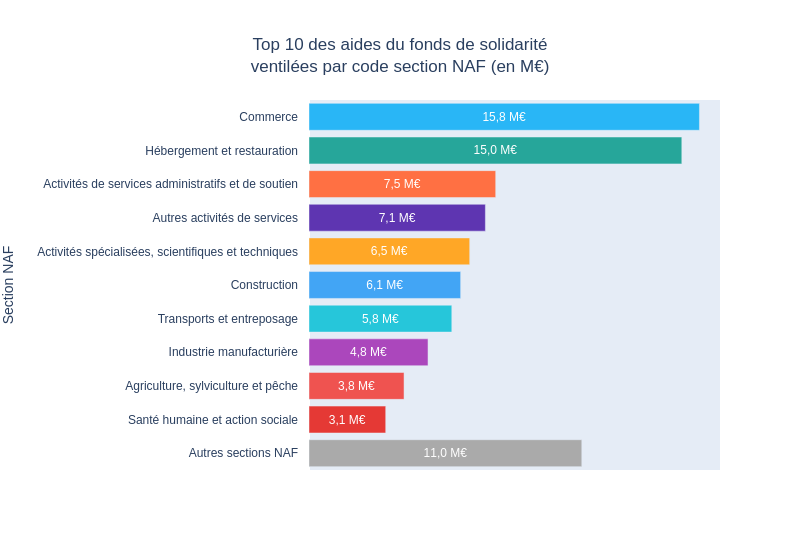 Top 10 des aides du fonds de solidarité
ventilées par code section NAF (en M€)
Section NAF
Commerce 15,8 M€
Hébergement et restauration 15,0 M€
Activités de services administratifs et de soutien 7,5 M€
Autres activités de services 7,1 M€
Activités spécialisées, scientifiques et techniques 6,5 M€
Construction 6,1 M€
Transports et entreposage 5,8 M€
Industrie manufacturière 4,8 M€
Agriculture, sylviculture et pêche 3,8 M€
Santé humaine et action sociale 3,1 M€
Autres sections NAF 11,0 M€